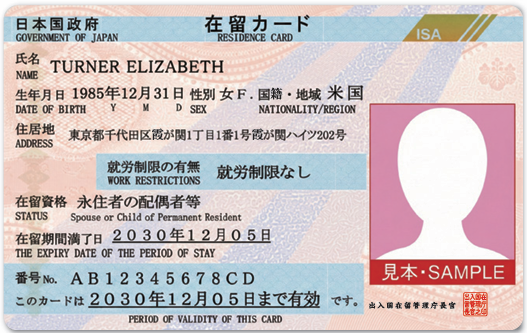 日本国政府 在留カード
GOVERNMENT OF JAPAN RESIDENCE CARD ISA
氏名
NAME TURNER ELIZABETH
生年月日 1985年12月31日 性別 女 F. 国籍・地域 米国
DATE OF BIRTH Y M D SEX NATIONALITY/REGION
住居地
ADDRESS 東京都千代田区霞が関1丁目1番1号霞が関ハイツ202号
就労制限の有無 就労制限なし
WORK RESTRICTIONS
在留資格 永住者の配偶者等
STATUS Spouse or Child of Permanent Resident
在留期間満了日 2030年12月05日
THE EXPIRY DATE OF THE PERIOD OF STAY
見本・SAMPLE
番号 No. AB12345678CD
このカードは 2030年12月05日まで有効 です。
PERIOD OF VALIDITY OF THIS CARD
出入国在留管理庁長官